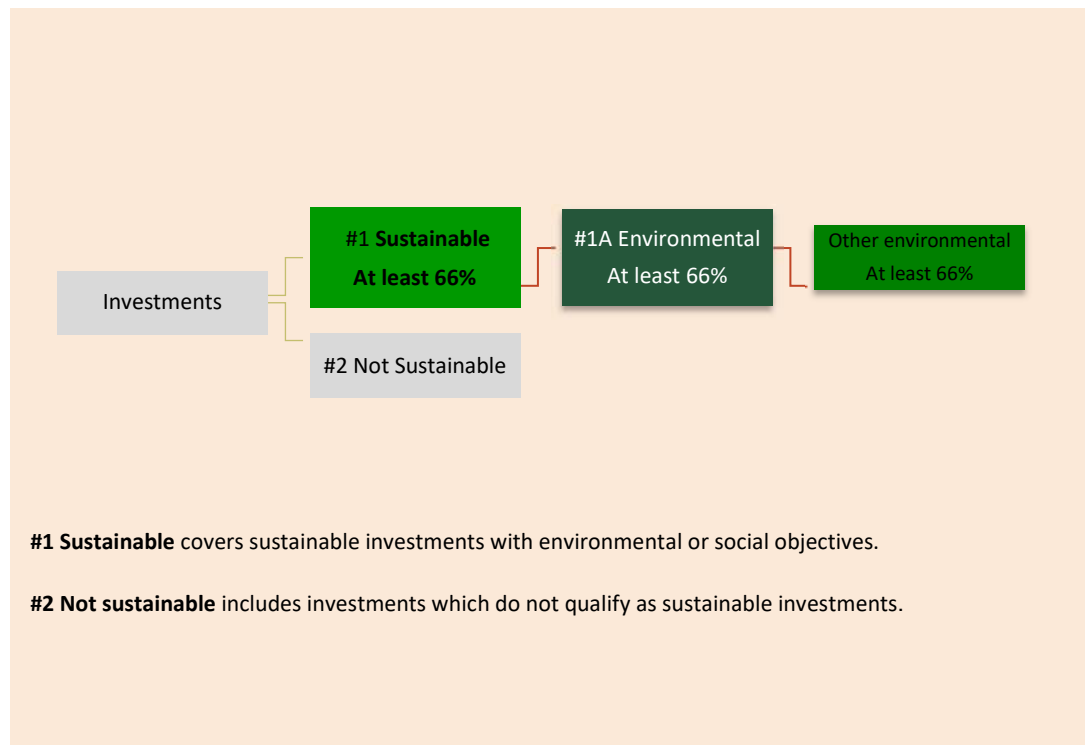 #1 Sustainable
At least 66%
#1A Environmental
At least 66%
Other environmental
At least 66%
Investments
#2 Not Sustainable
#1 Sustainable covers sustainable investments with environmental or social objectives.
#2 Not sustainable includes investments which do not qualify as sustainable investments.